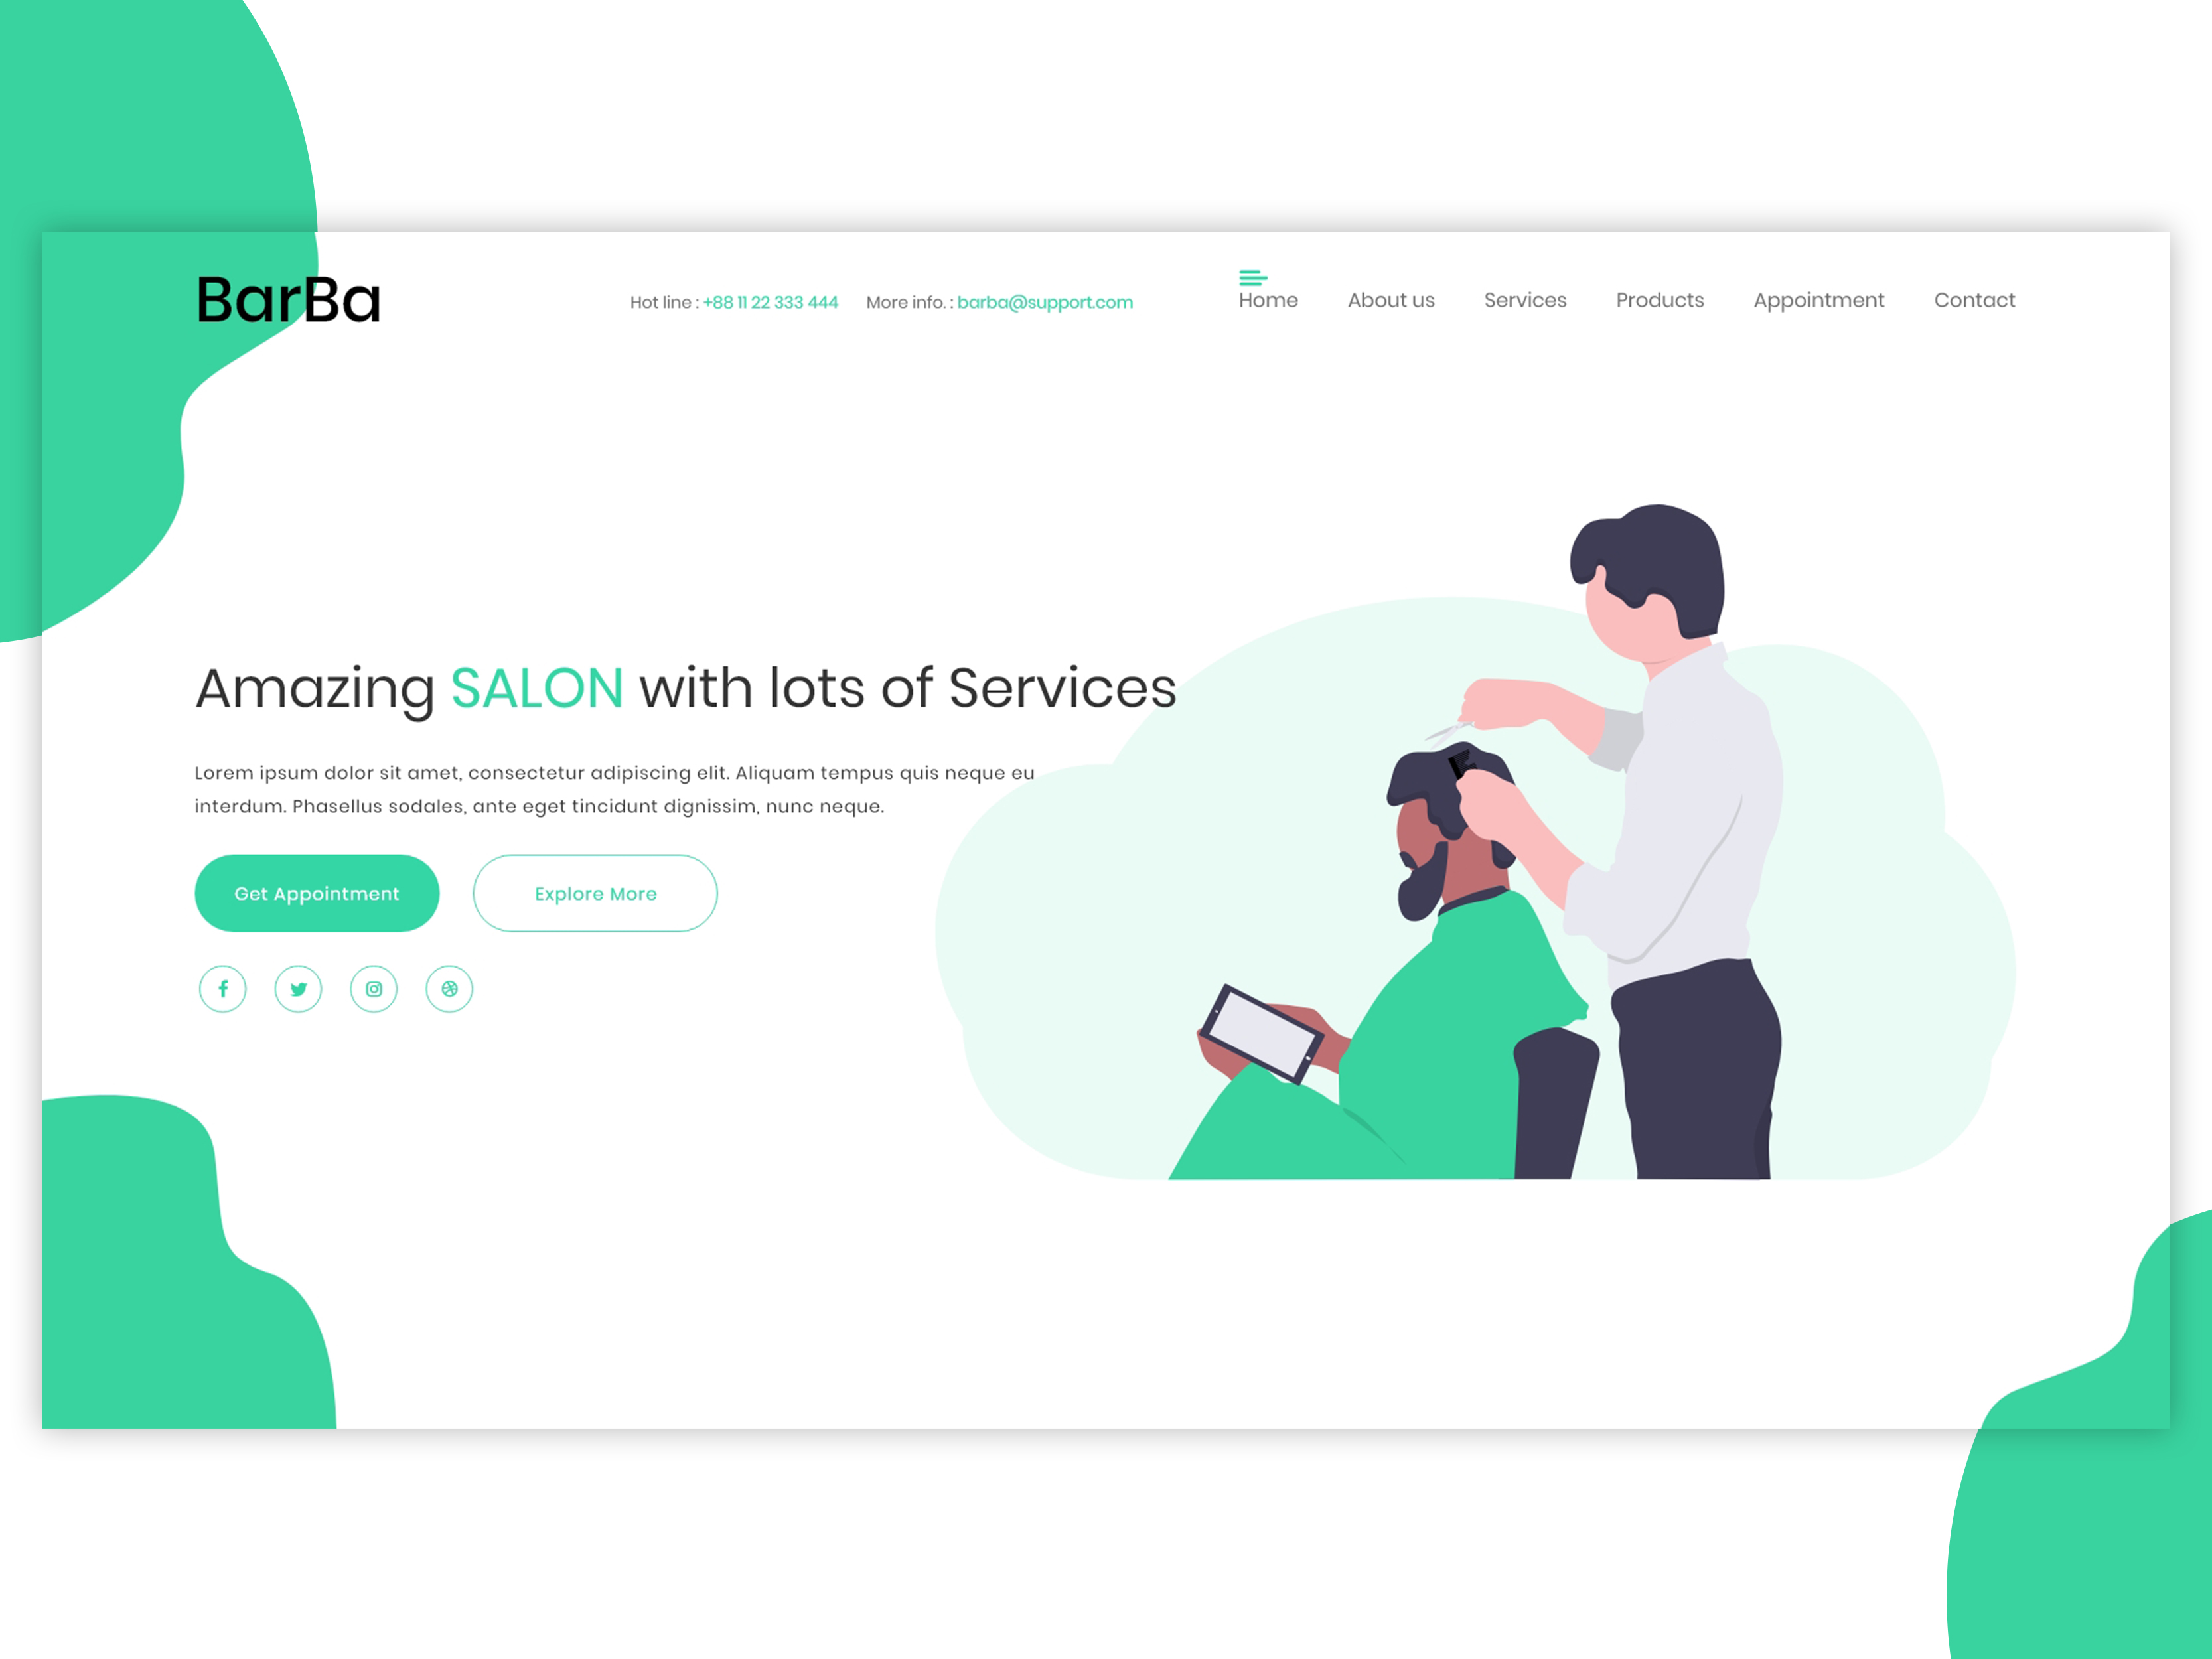 BarBa
Hot line : +88 11 22 333 444 More info. : barba@support.com
Home About us Services Products Appointment Contact
Amazing SALON with lots of Services
Lorem ipsum dolor sit amet, consectetur adipiscing elit. Aliquam tempus quis neque eu
interdum. Phasellus sodales, ante eget tincidunt dignissim, nunc neque.
Get Appointment Explore More